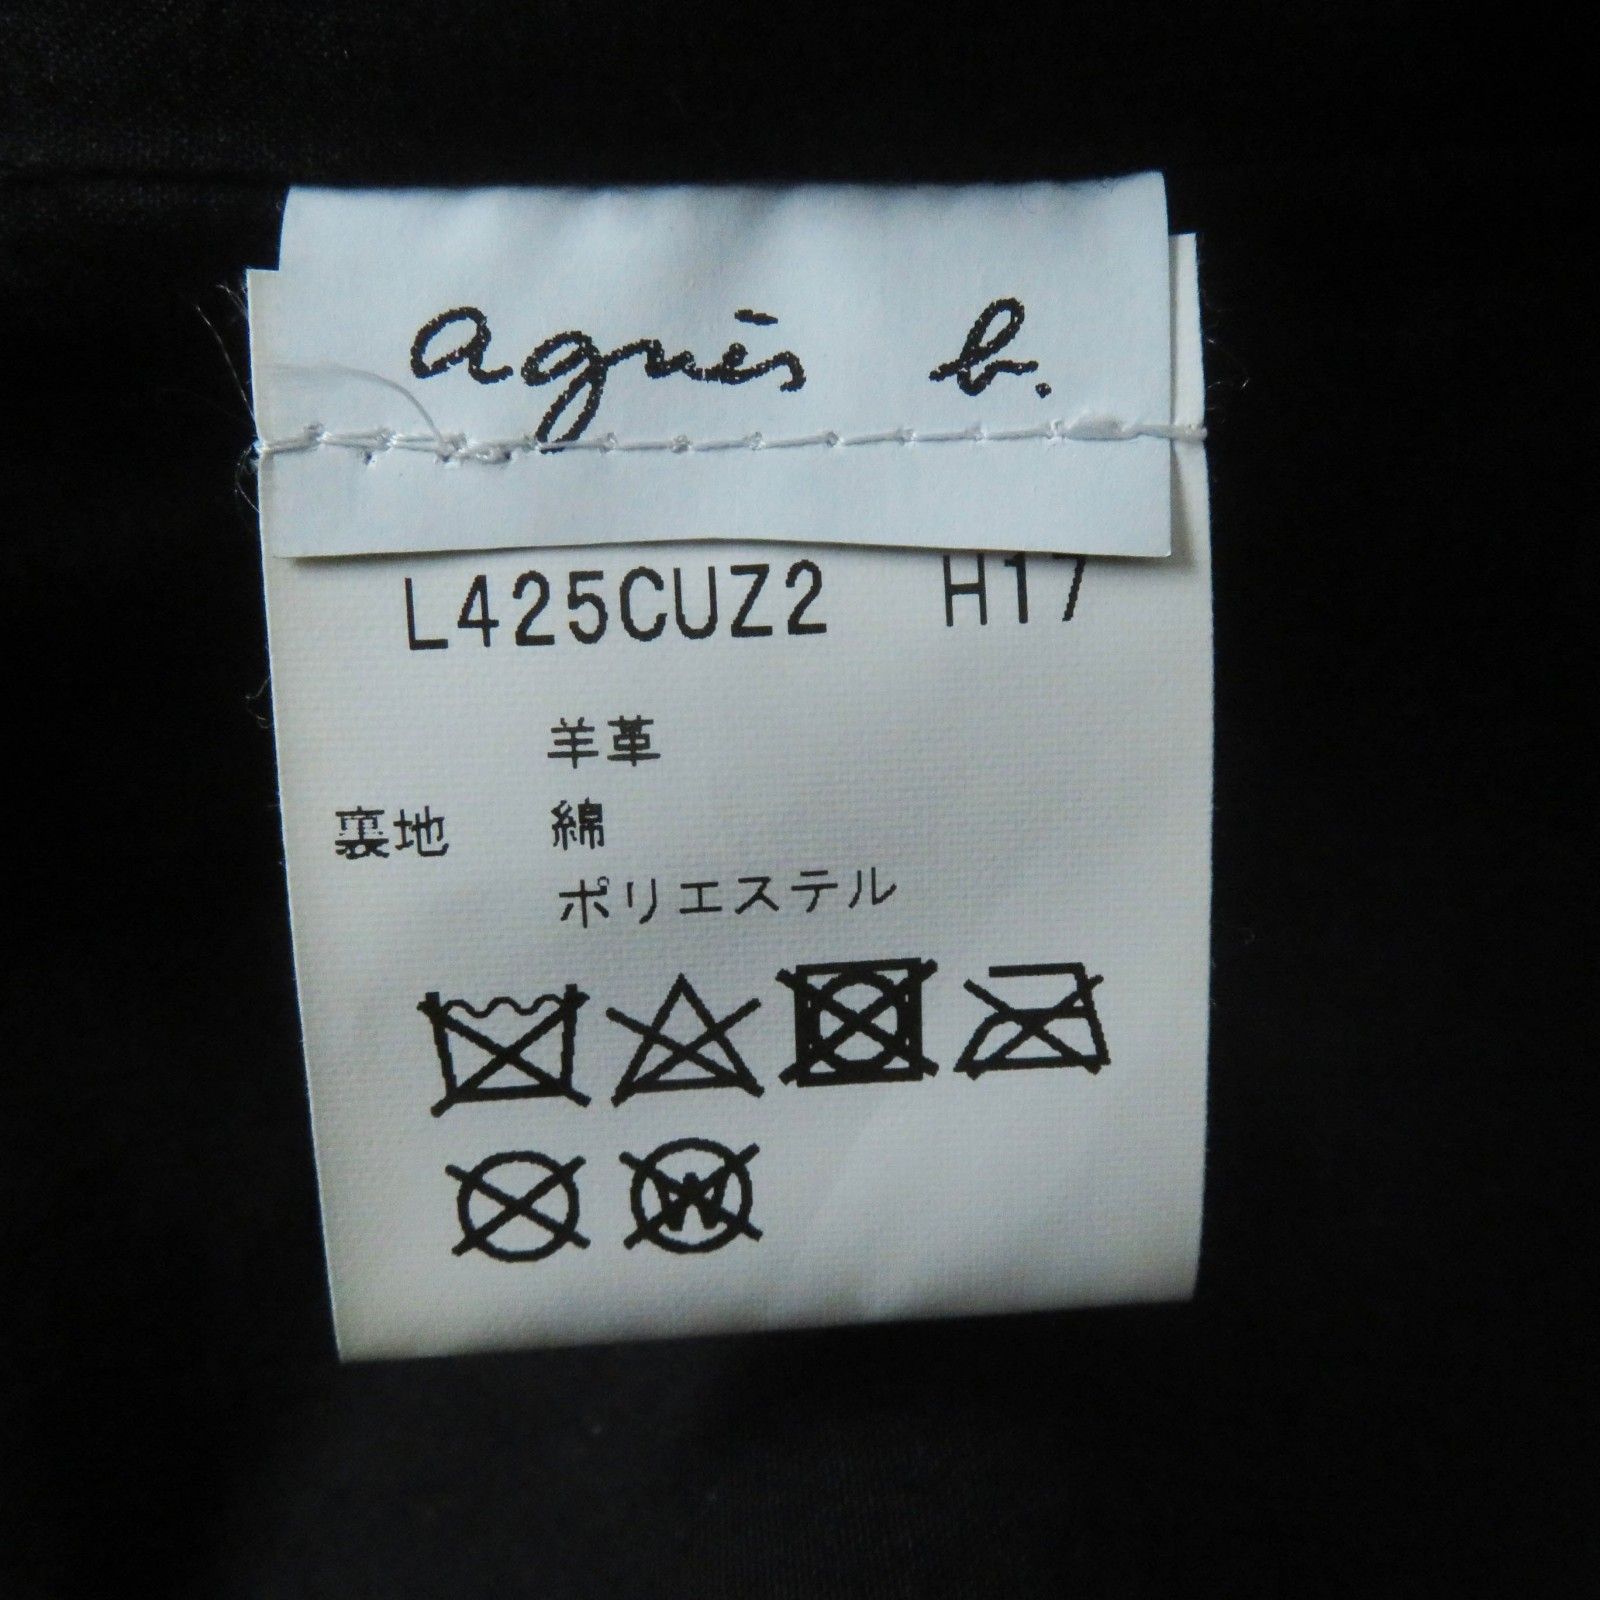 agnès b.
L425CUZ2 H17
羊革
裏地 綿
ポリエステル
W